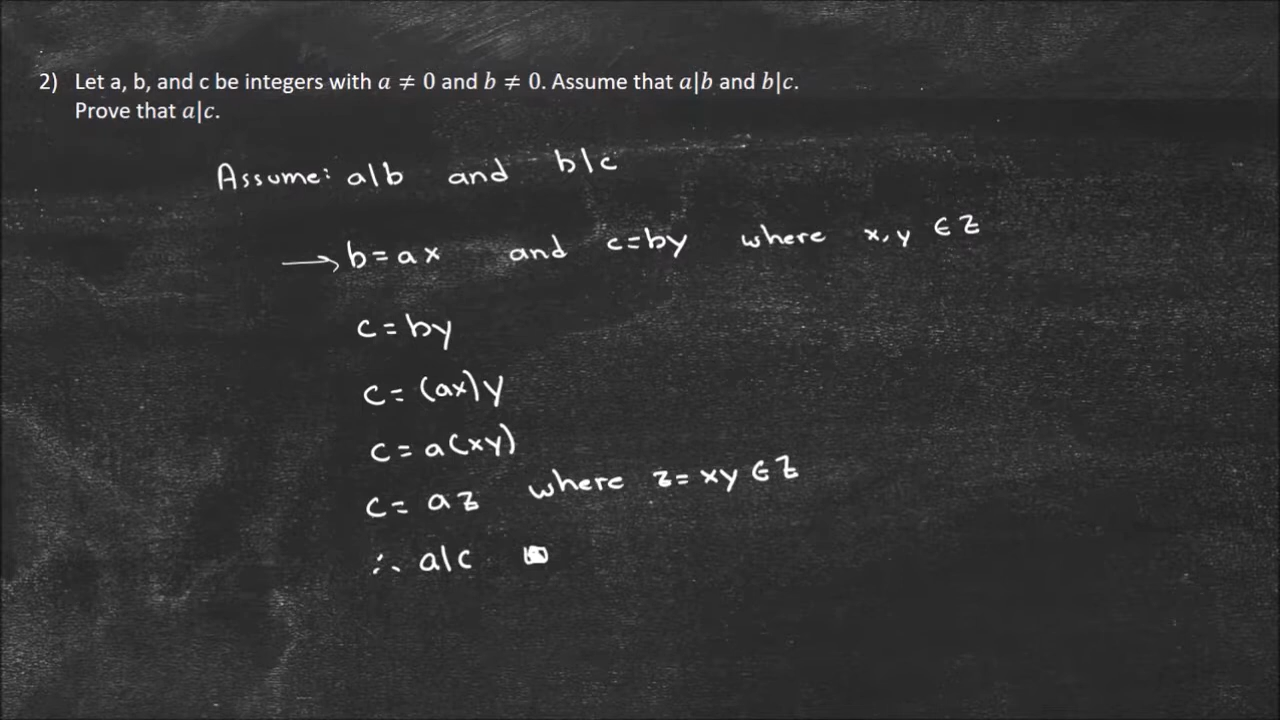 2) Let a, b, and c be integers with a ≠ 0 and b ≠ 0. Assume that a|b and b|c.
Prove that a|c.
Assume: a|b and b|c
→ b = ax and c=by where x,y ∈ Z
c = by
c = (ax)y
c = a(xy)
c = az where z = xy ∈ Z
∴ a|c